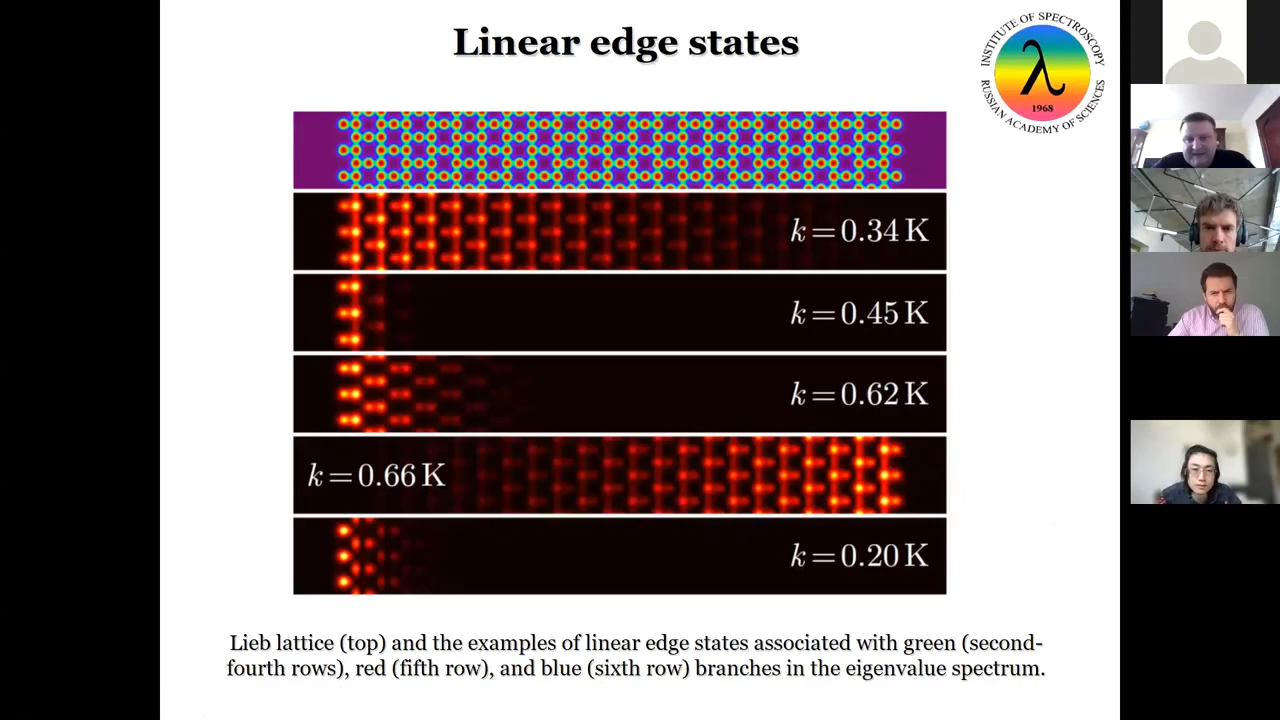 Linear edge states
INSTITUTE OF SPECTROSCOPY
RUSSIAN ACADEMY OF SCIENCES
λ
1968
k = 0.34 K
k = 0.45 K
k = 0.62 K
k = 0.66 K
k = 0.20 K
Lieb lattice (top) and the examples of linear edge states associated with green (second-
fourth rows), red (fifth row), and blue (sixth row) branches in the eigenvalue spectrum.